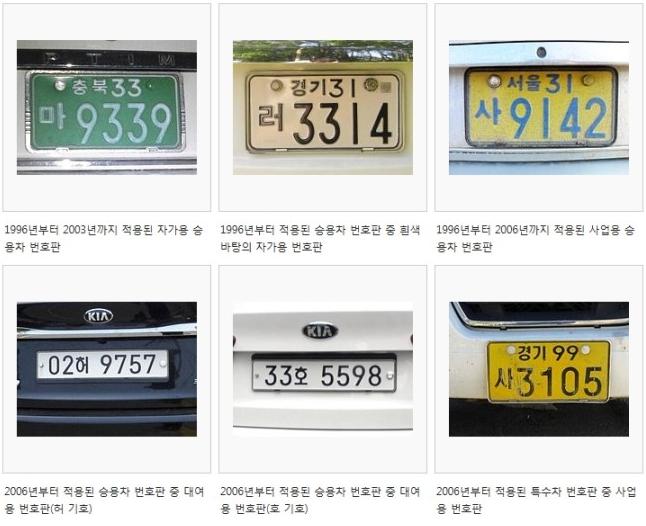 충북33
마 9339
경기31
러 3314
서울31
사 9142
1996년부터 2003년까지 적용된 자가용 승
용차 번호판
1996년부터 적용된 승용차 번호판 중 흰색
바탕의 자가용 번호판
1996년부터 2006년까지 적용된 사업용 승
용차 번호판
KIA
02허 9757
KIA
33호 5598
경기 99
사3105
2006년부터 적용된 승용차 번호판 중 대여
용 번호판(허 기호)
2006년부터 적용된 승용차 번호판 중 대여
용 번호판(호 기호)
2006년부터 적용된 특수차 번호판 중 사업
용 번호판